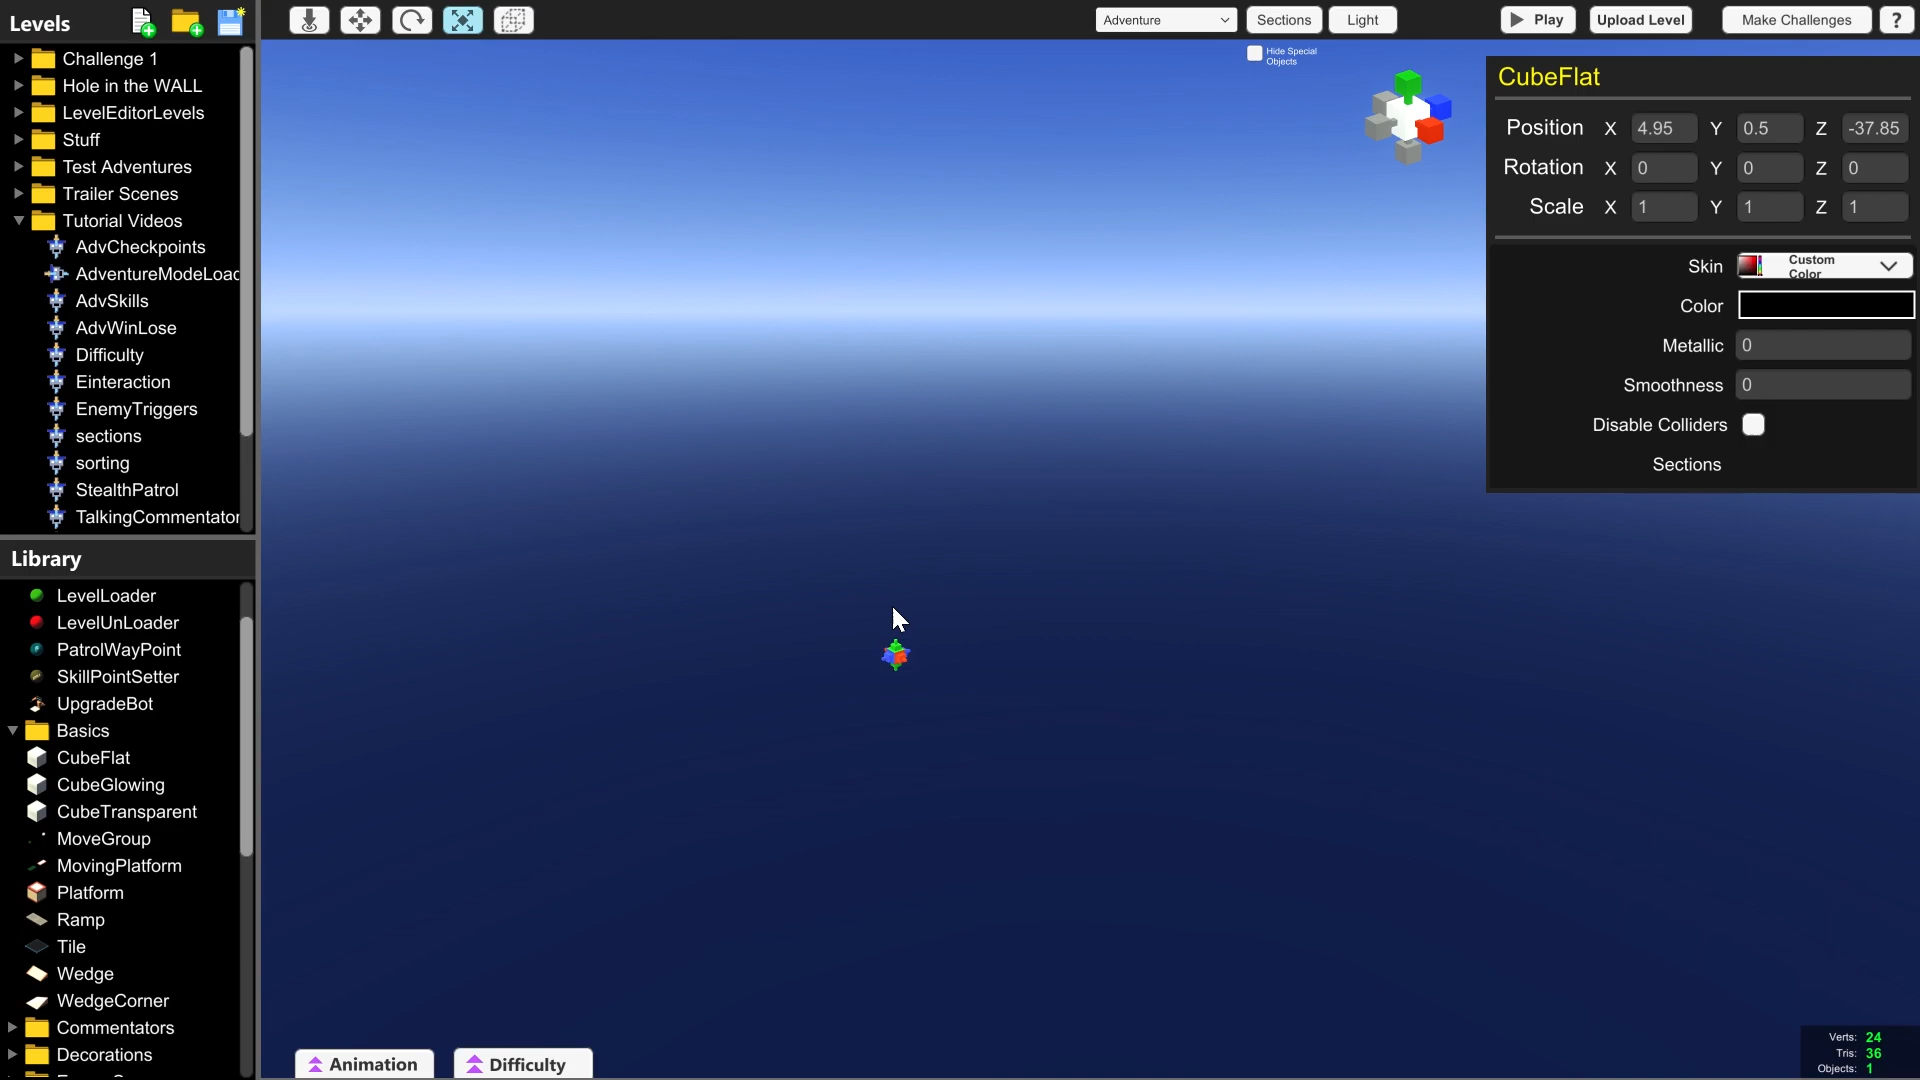 Levels
Challenge 1
Hole in the WALL
LevelEditorLevels
Stuff
Test Adventures
Trailer Scenes
Tutorial Videos
AdvCheckpoints
AdventureModeLoad
AdvSkills
AdvWinLose
Difficulty
Einteraction
EnemyTriggers
sections
sorting
StealthPatrol
TalkingCommentator
Library
LevelLoader
LevelUnLoader
PatrolWayPoint
SkillPointSetter
UpgradeBot
Basics
CubeFlat
CubeGlowing
CubeTransparent
MoveGroup
MovingPlatform
Platform
Ramp
Tile
Wedge
WedgeCorner
Commentators
Decorations
Adventure Sections Light Play Upload Level Make Challenges ?
Hide Special
Objects
CubeFlat
Position X 4.95 Y 0.5 Z -37.85
Rotation X 0 Y 0 Z 0
Scale X 1 Y 1 Z 1
Skin Custom
Color
Color
Metallic 0
Smoothness 0
Disable Colliders
Sections
Animation Difficulty
Verts: 24
Tris: 36
Objects: 1